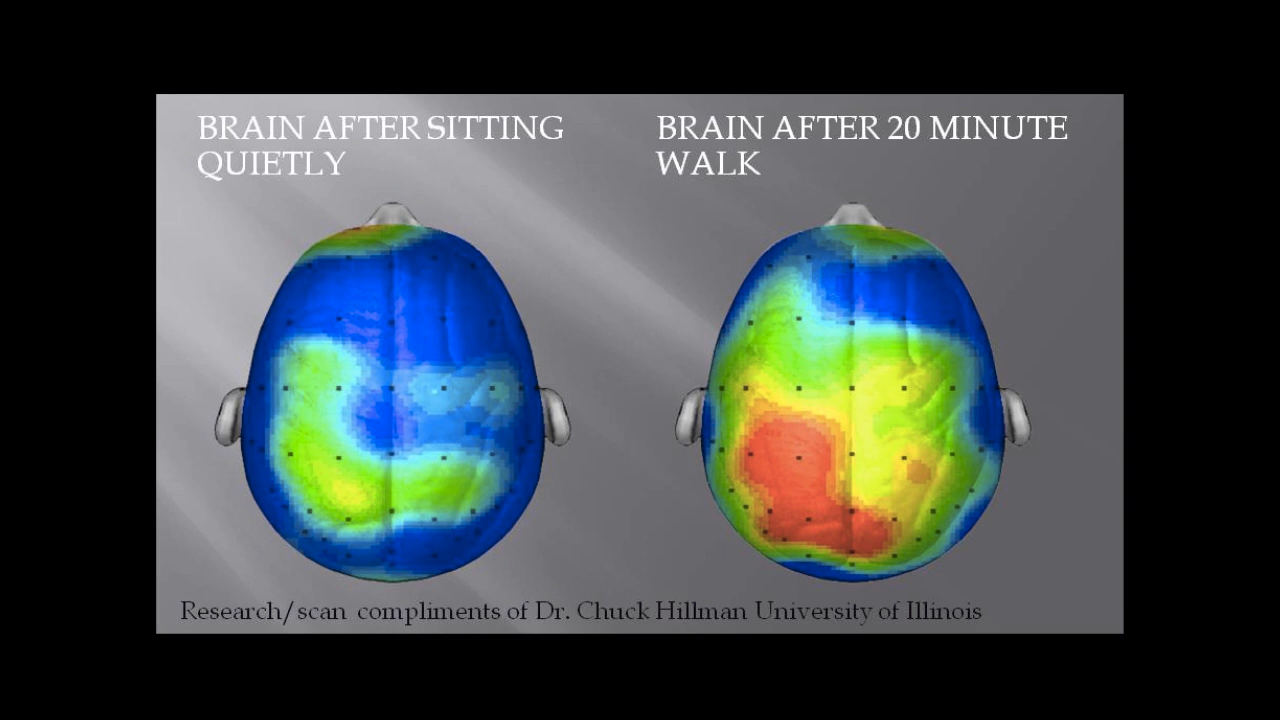 BRAIN AFTER SITTING
QUIETLY
BRAIN AFTER 20 MINUTE
WALK
Research/scan compliments of Dr. Chuck Hillman University of Illinois